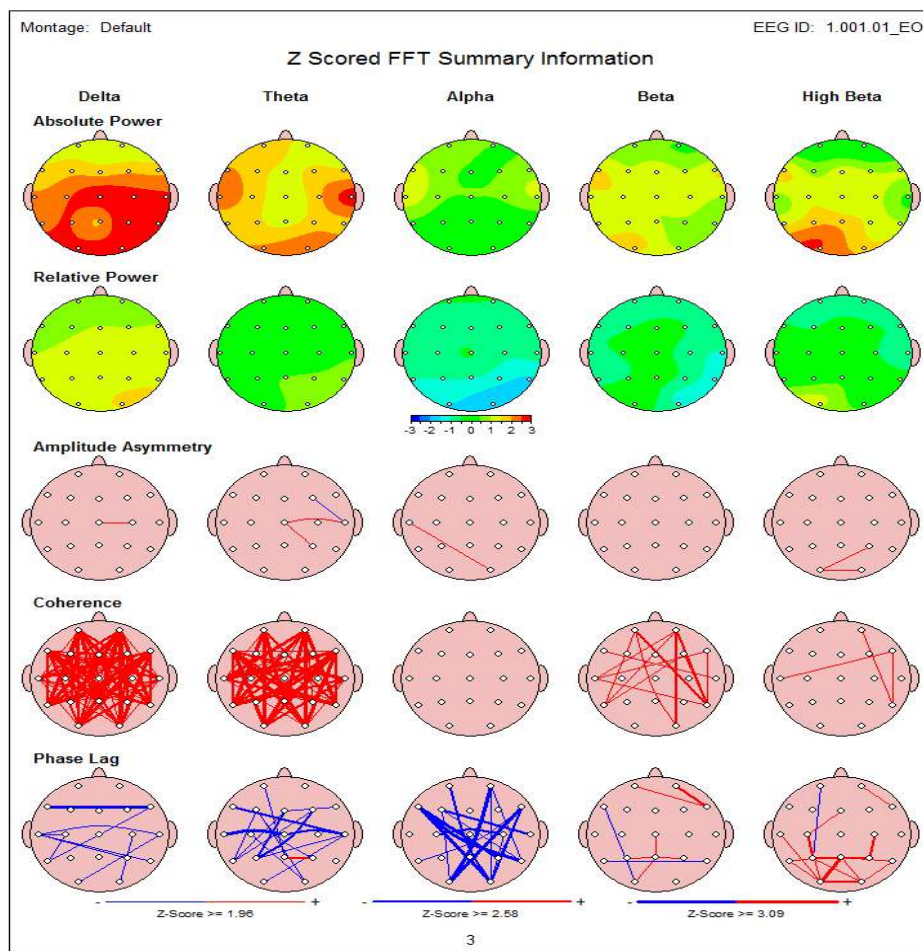 Montage: Default EEG ID: 1.001.01_EO
Z Scored FFT Summary Information
Delta Theta Alpha Beta High Beta
Absolute Power
Relative Power
-3 -2 -1 0 1 2 3
Amplitude Asymmetry
Coherence
Phase Lag
- + - + - +
Z-Score >= 1.96 Z-Score >= 2.58 Z-Score >= 3.09
3